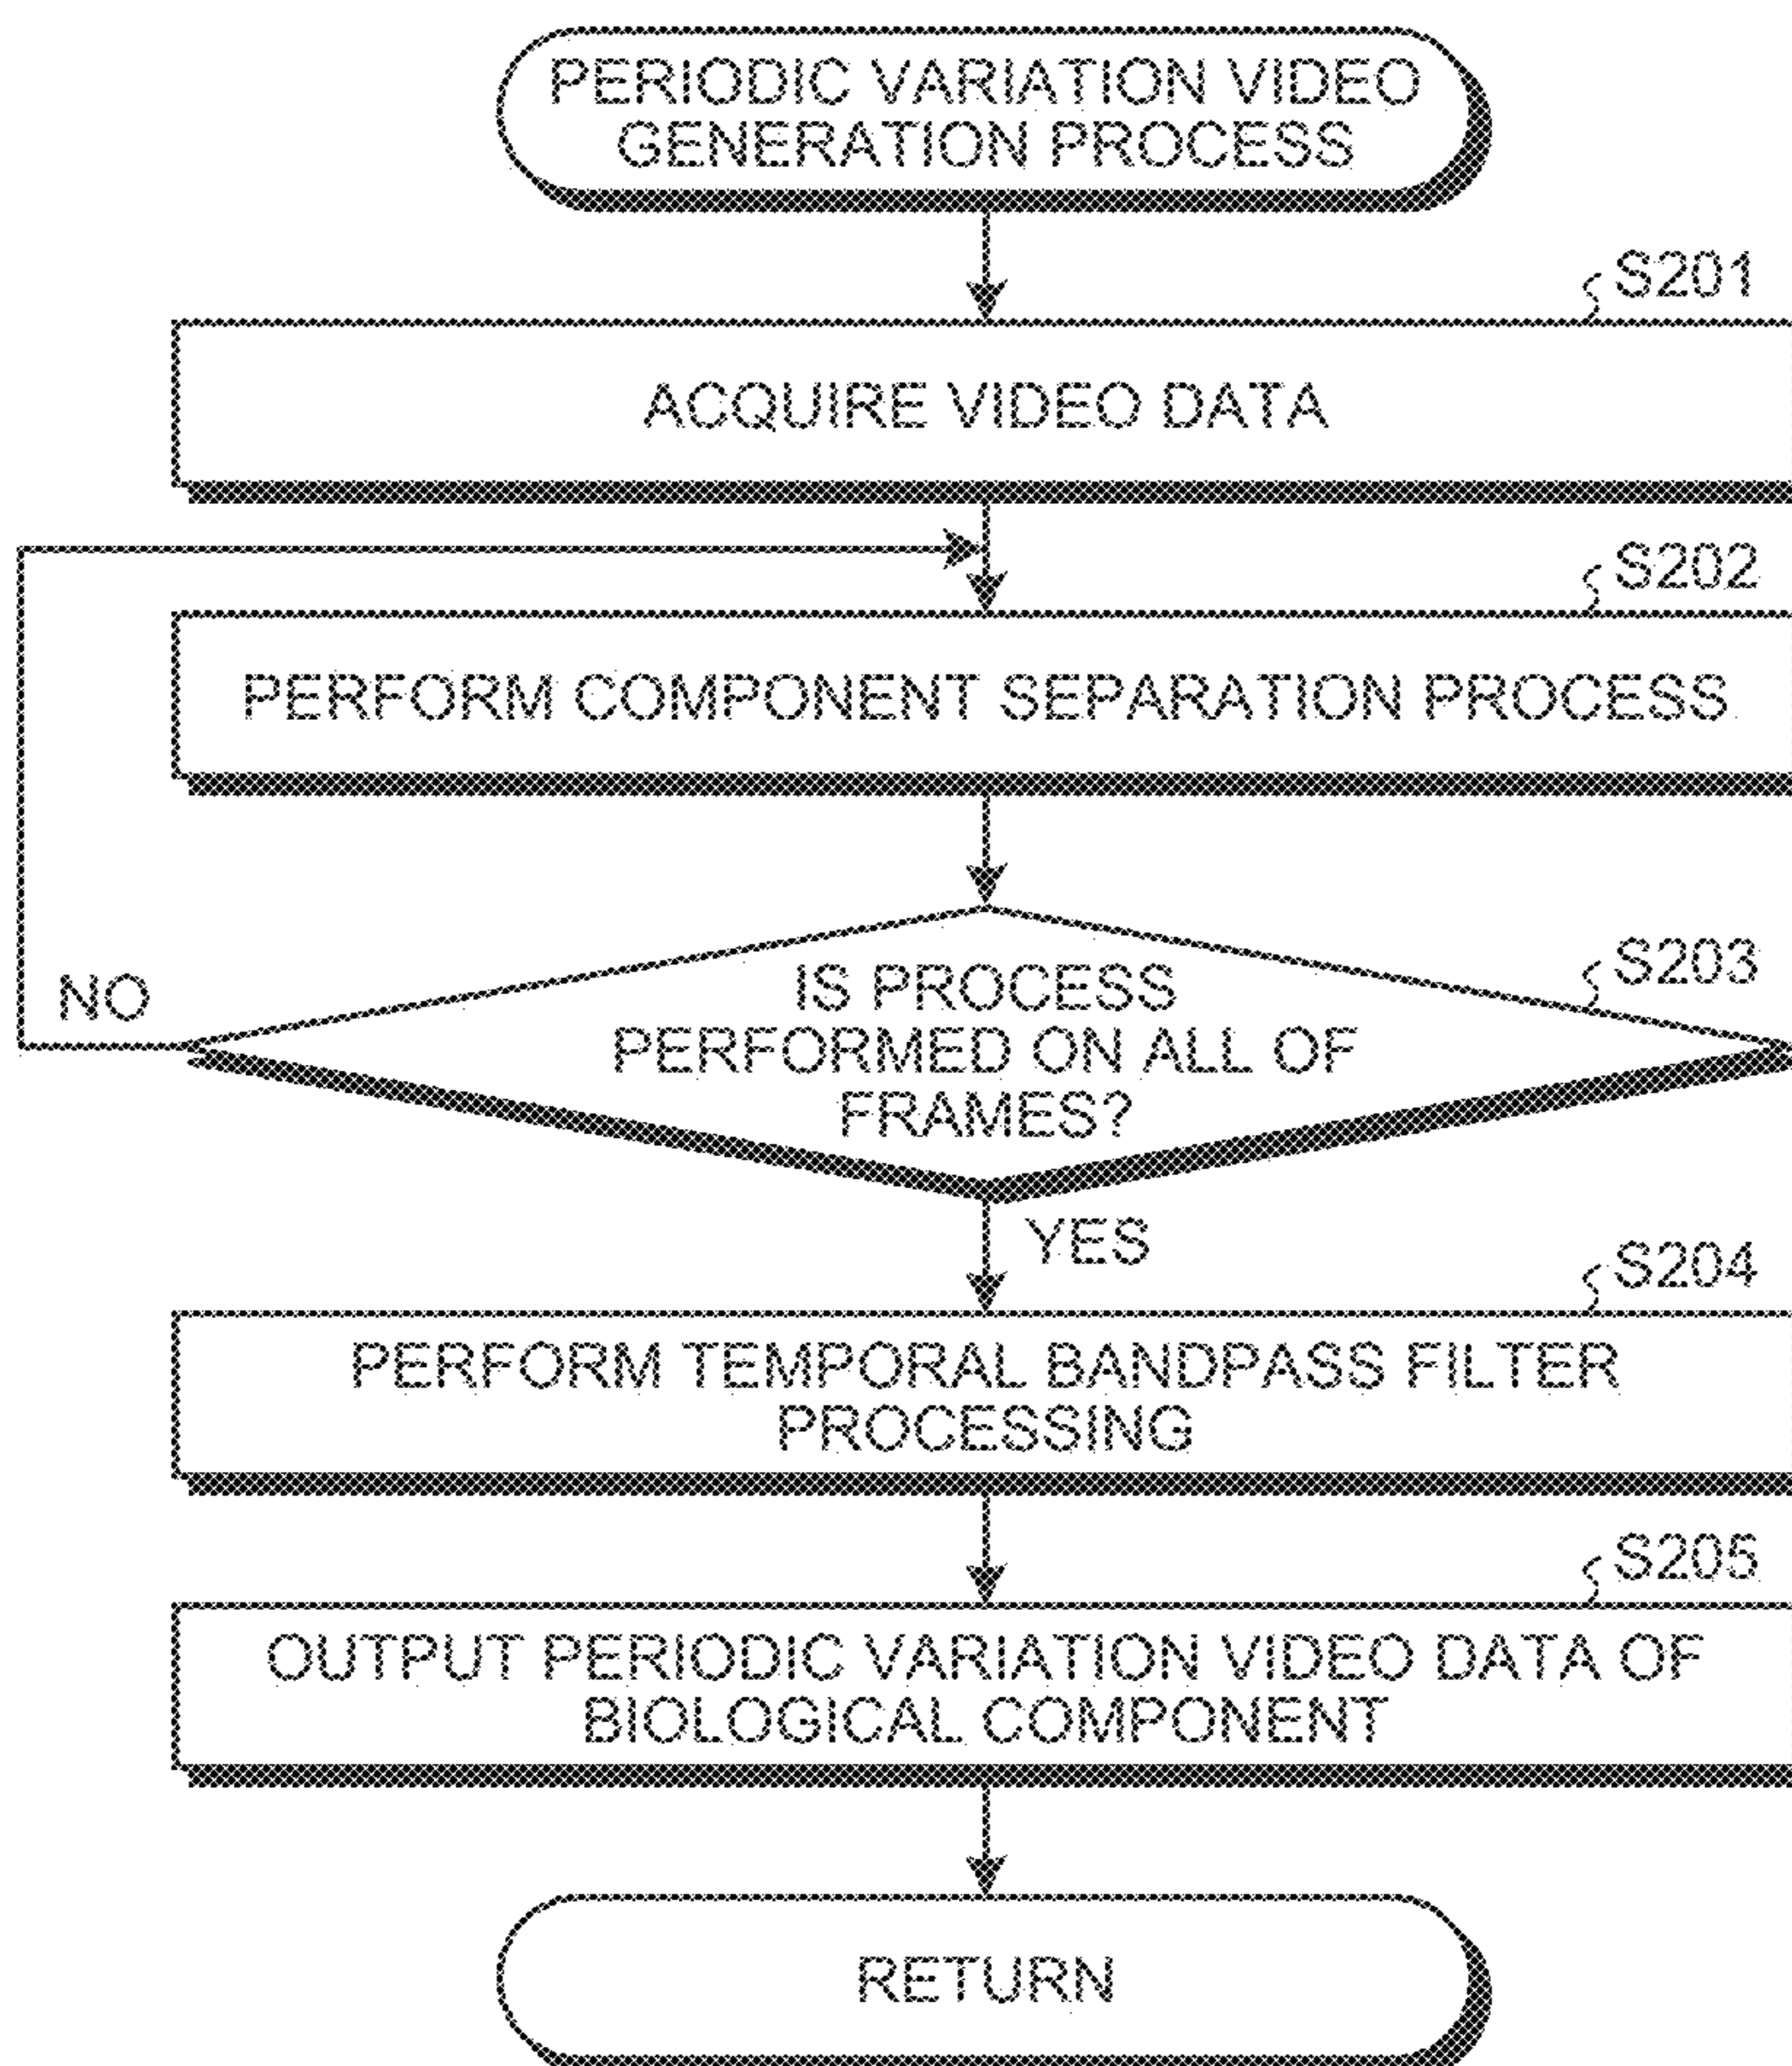 PERIODIC VARIATION VIDEO
GENERATION PROCESS
S201
ACQUIRE VIDEO DATA
S202
PERFORM COMPONENT SEPARATION PROCESS
S203
NO
IS PROCESS
PERFORMED ON ALL OF
FRAMES?
YES
S204
PERFORM TEMPORAL BANDPASS FILTER
PROCESSING
S205
OUTPUT PERIODIC VARIATION VIDEO DATA OF
BIOLOGICAL COMPONENT
RETURN